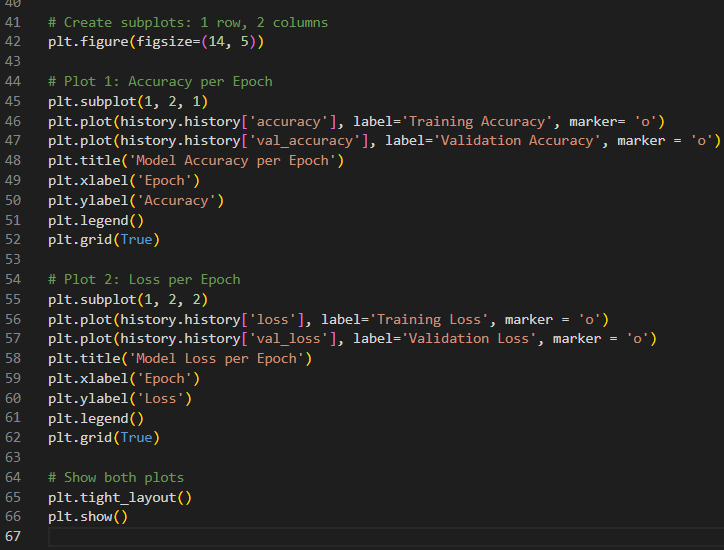 40
41 # Create subplots: 1 row, 2 columns
42 plt.figure(figsize=(14, 5))
43
44 # Plot 1: Accuracy per Epoch
45 plt.subplot(1, 2, 1)
46 plt.plot(history.history['accuracy'], label='Training Accuracy', marker= 'o')
47 plt.plot(history.history['val_accuracy'], label='Validation Accuracy', marker = 'o')
48 plt.title('Model Accuracy per Epoch')
49 plt.xlabel('Epoch')
50 plt.ylabel('Accuracy')
51 plt.legend()
52 plt.grid(True)
53
54 # Plot 2: Loss per Epoch
55 plt.subplot(1, 2, 2)
56 plt.plot(history.history['loss'], label='Training Loss', marker = 'o')
57 plt.plot(history.history['val_loss'], label='Validation Loss', marker = 'o')
58 plt.title('Model Loss per Epoch')
59 plt.xlabel('Epoch')
60 plt.ylabel('Loss')
61 plt.legend()
62 plt.grid(True)
63
64 # Show both plots
65 plt.tight_layout()
66 plt.show()
67